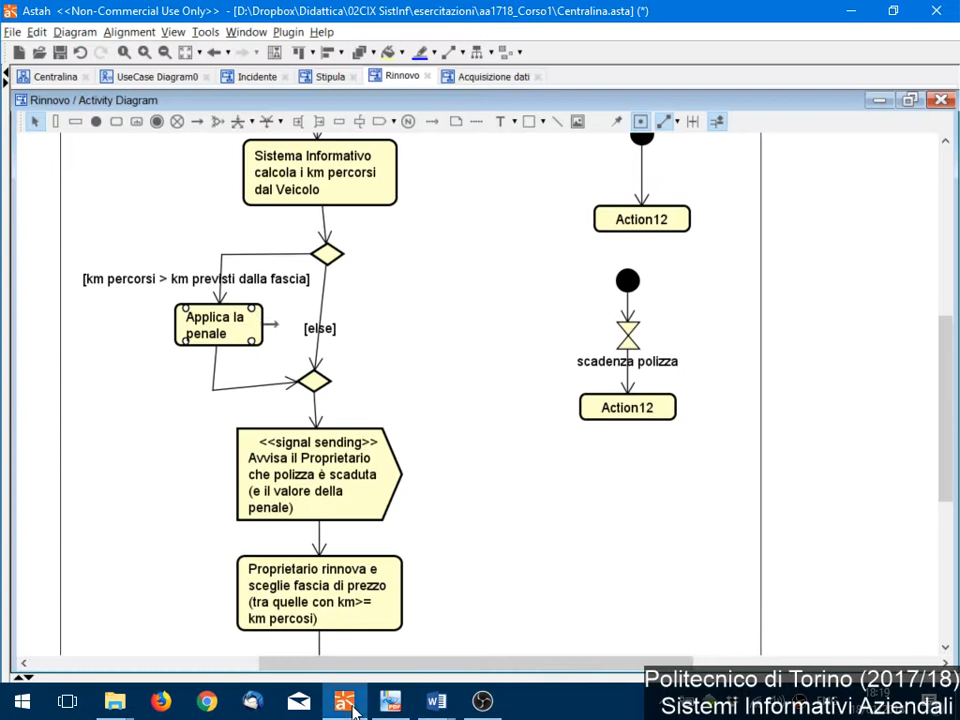 Astah <<Non-Commercial Use Only>> - [D:\Dropbox\Didattica\02CIX SistInf\esercitazioni\aa1718_Corso1\Centralina.asta] (*)
File Edit Diagram Alignment View Tools Window Plugin Help
Centralina UseCase Diagram0 Incidente Stipula Rinnovo Acquisizione dati
Rinnovo / Activity Diagram
Sistema Informativo
calcola i km percorsi
dal Veicolo
Action12
[km percorsi > km previsti dalla fascia]
Applica la
penale
[else]
scadenza polizza
Action12
<<signal sending>>
Avvisa il Proprietario
che polizza è scaduta
(e il valore della
penale)
Proprietario rinnova e
sceglie fascia di prezzo
(tra quelle con km>=
km percosi)
Politecnico di Torino (2017/18)
18:19
Sistemi Informativi Aziendali